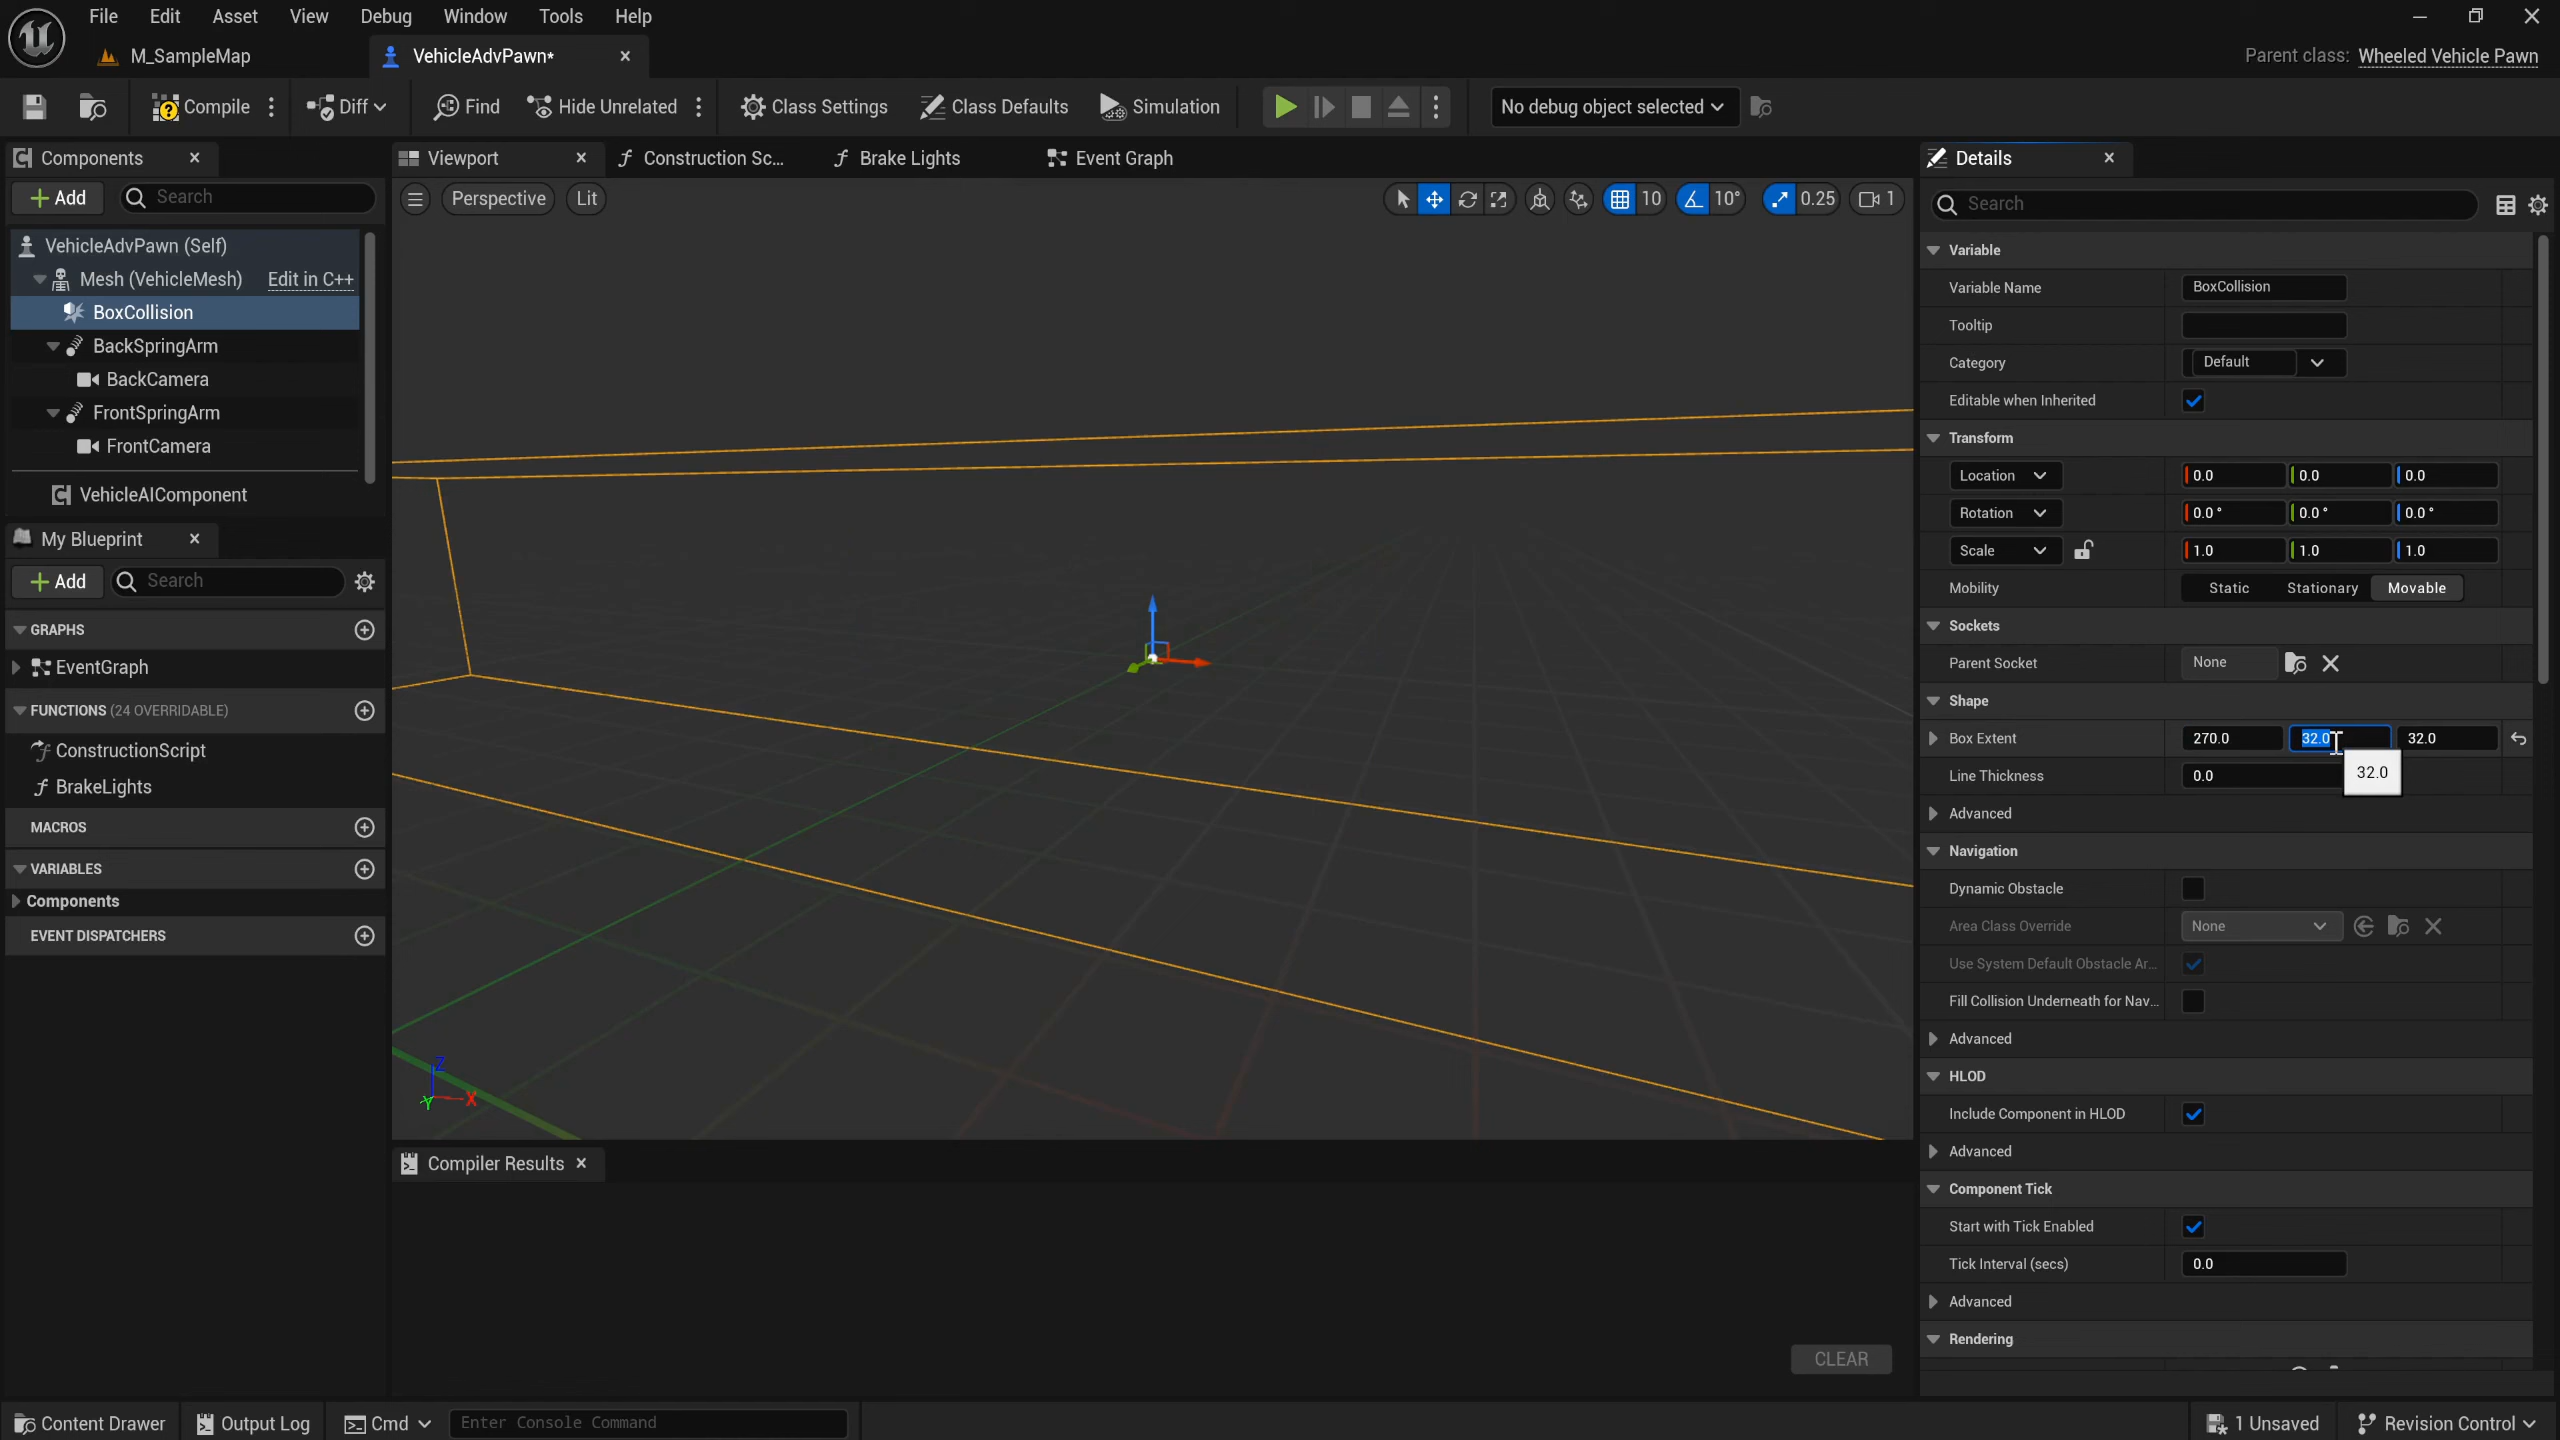 File Edit Asset View Debug Window Tools Help
M_SampleMap VehicleAdvPawn* Parent class: Wheeled Vehicle Pawn
Compile Diff Find Hide Unrelated Class Settings Class Defaults Simulation No debug object selected
Components Viewport Construction Sc... Brake Lights Event Graph Details
Add Search Perspective Lit 10 10° 0.25 1 Search
VehicleAdvPawn (Self)
Mesh (VehicleMesh) Edit in C++
BoxCollision
BackSpringArm
BackCamera
FrontSpringArm
FrontCamera
VehicleAIComponent
My Blueprint
Add Search
GRAPHS
EventGraph
FUNCTIONS (24 OVERRIDABLE)
ConstructionScript
BrakeLights
MACROS
VARIABLES
Components
EVENT DISPATCHERS
Z
Y X
Compiler Results
CLEAR
Variable
Variable Name BoxCollision
Tooltip
Category Default
Editable when Inherited
Transform
Location 0.0 0.0 0.0
Rotation 0.0 ° 0.0 ° 0.0 °
Scale 1.0 1.0 1.0
Mobility Static Stationary Movable
Sockets
Parent Socket None
Shape
Box Extent 270.0 32.0 32.0
Line Thickness 0.0 32.0
Advanced
Navigation
Dynamic Obstacle
Area Class Override None
Use System Default Obstacle Ar...
Fill Collision Underneath for Nav...
Advanced
HLOD
Include Component in HLOD
Advanced
Component Tick
Start with Tick Enabled
Tick Interval (secs) 0.0
Advanced
Rendering
Content Drawer Output Log Cmd Enter Console Command 1 Unsaved Revision Control